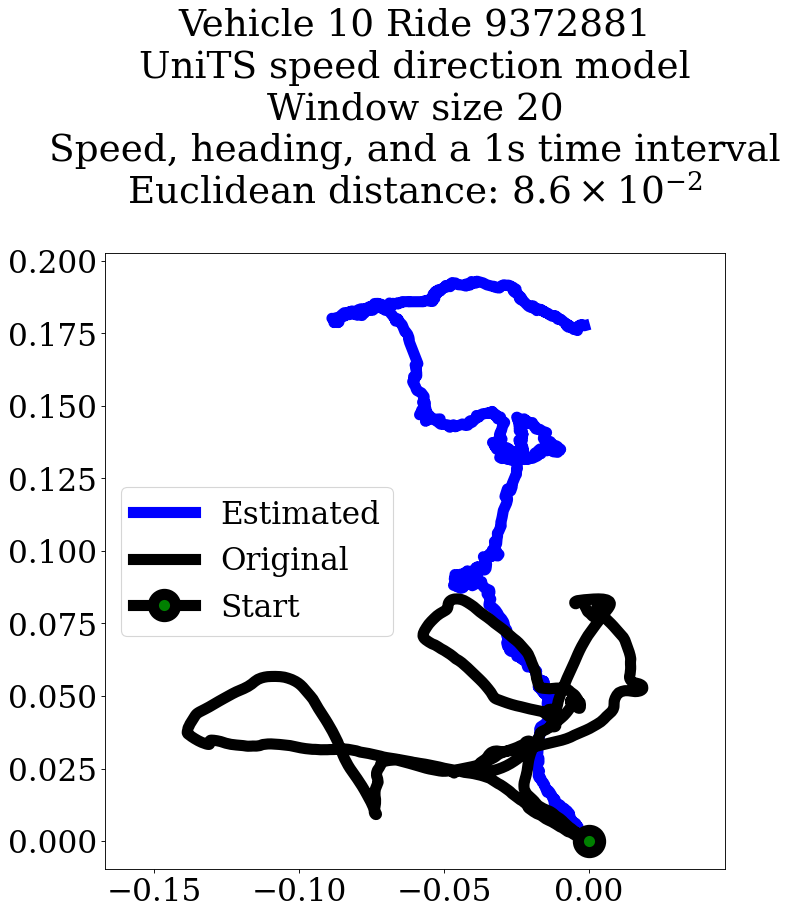 Vehicle 10 Ride 9372881
UniTS speed direction model
Window size 20
Speed, heading, and a 1s time interval
Euclidean distance: 8.6 × 10⁻²
0.200
0.175
0.150
0.125
0.100
0.075
0.050
0.025
0.000
Estimated
Original
Start
−0.15 −0.10 −0.05 0.00